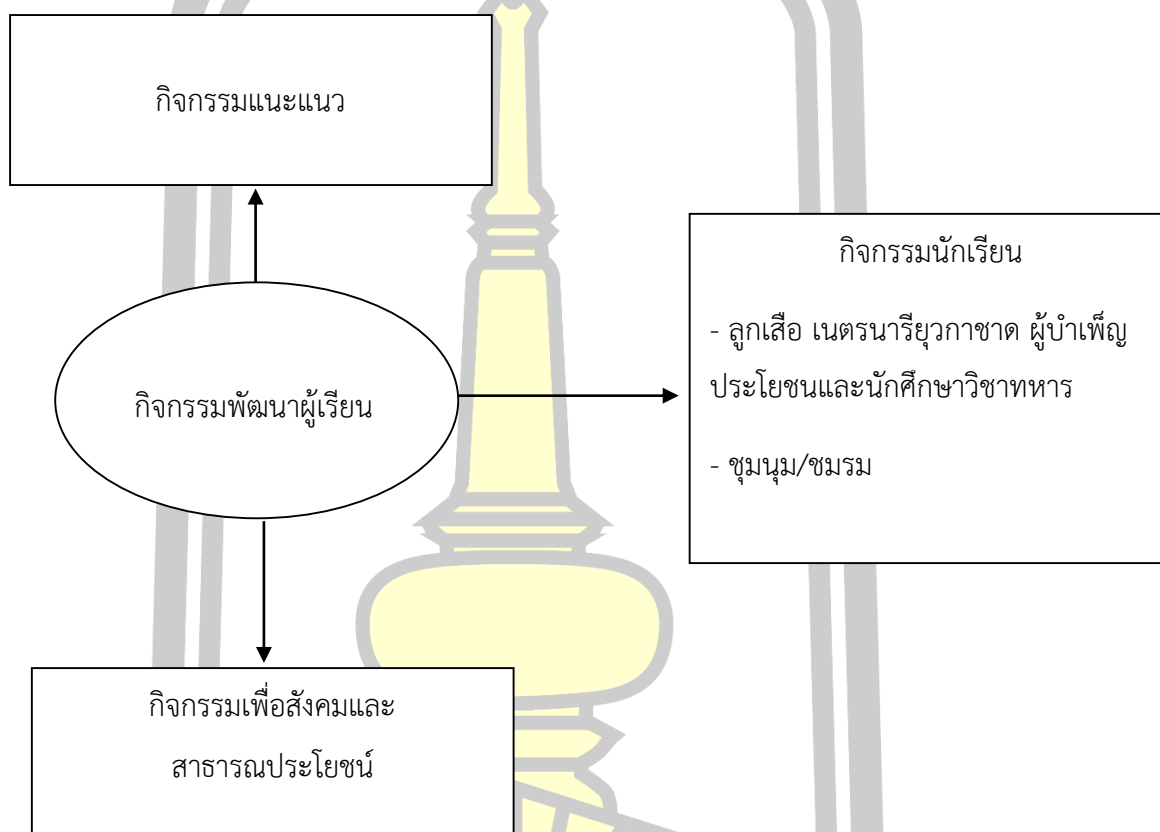 กิจกรรมแนะแนว
กิจกรรมนักเรียน
- ลูกเสือ เนตรนารียุวกาชาด ผู้บำเพ็ญ
ประโยชนและนักศึกษาวิชาทหาร
- ชุมนุม/ชมรม
กิจกรรมพัฒนาผู้เรียน
กิจกรรมเพื่อสังคมและ
สาธารณประโยชน์